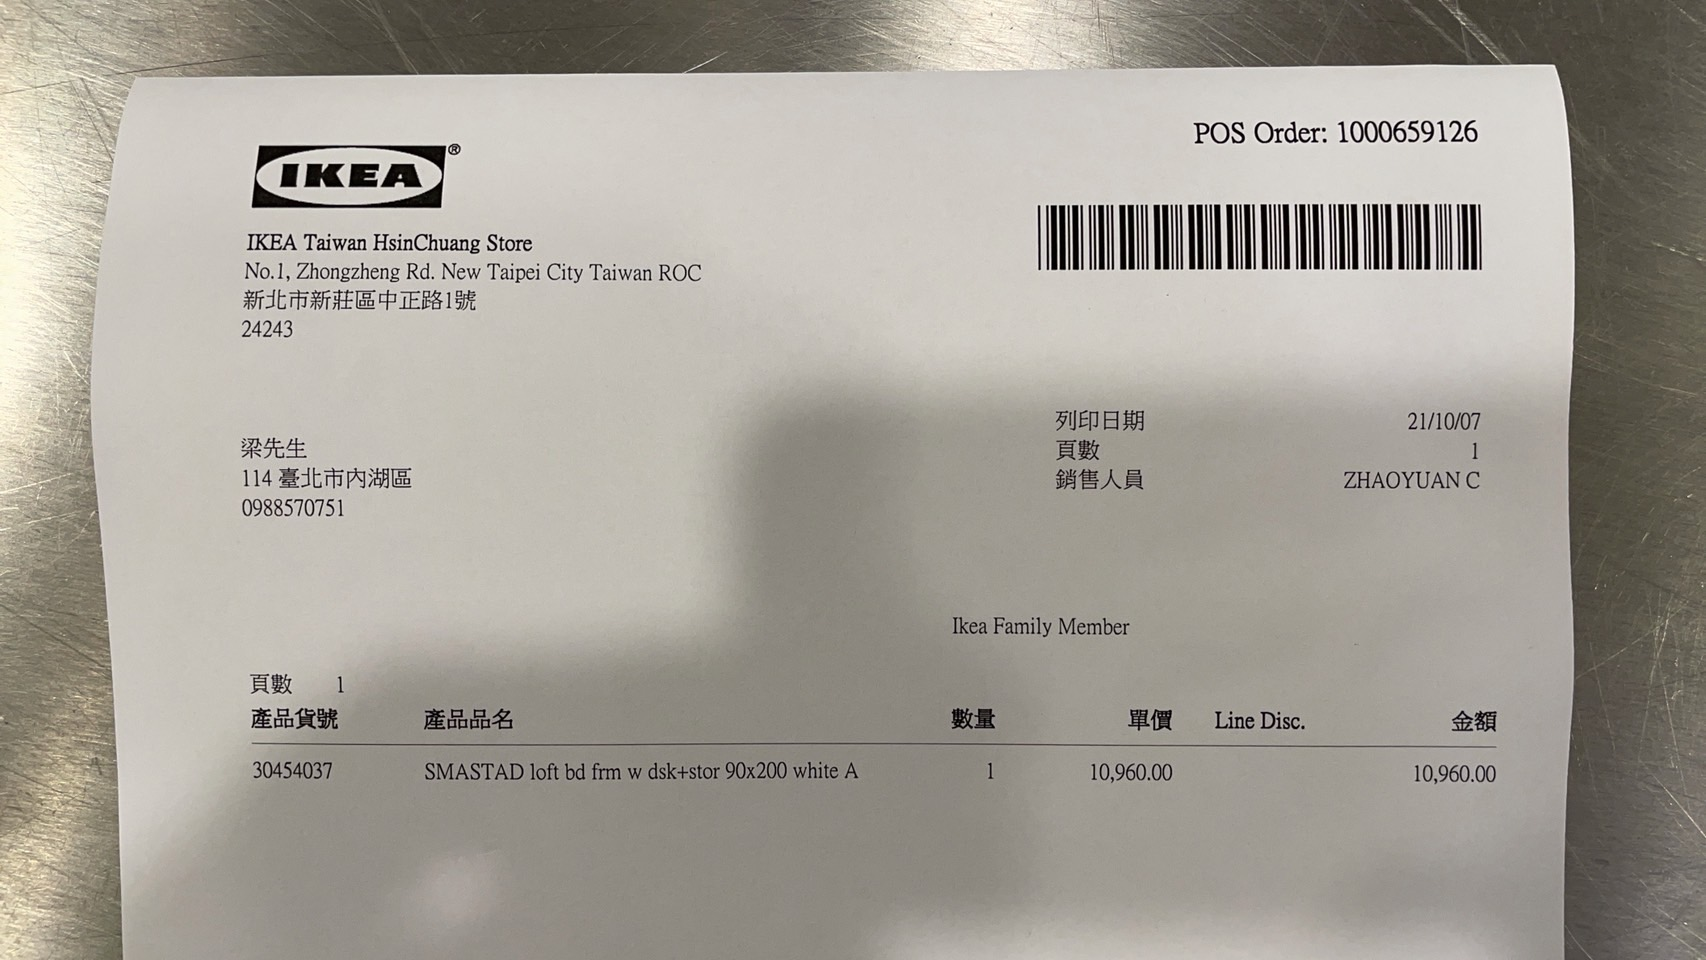 POS Order: 1000659126
IKEA®
IKEA Taiwan HsinChuang Store
No.1, Zhongzheng Rd. New Taipei City Taiwan ROC
新北市新莊區中正路1號
24243
列印日期 21/10/07
頁數 1
銷售人員 ZHAOYUAN C
梁先生
114 臺北市內湖區
0988570751
Ikea Family Member
頁數 1
產品貨號 產品品名 數量 單價 Line Disc. 金額
30454037 SMASTAD loft bd frm w dsk+stor 90x200 white A 1 10,960.00 10,960.00